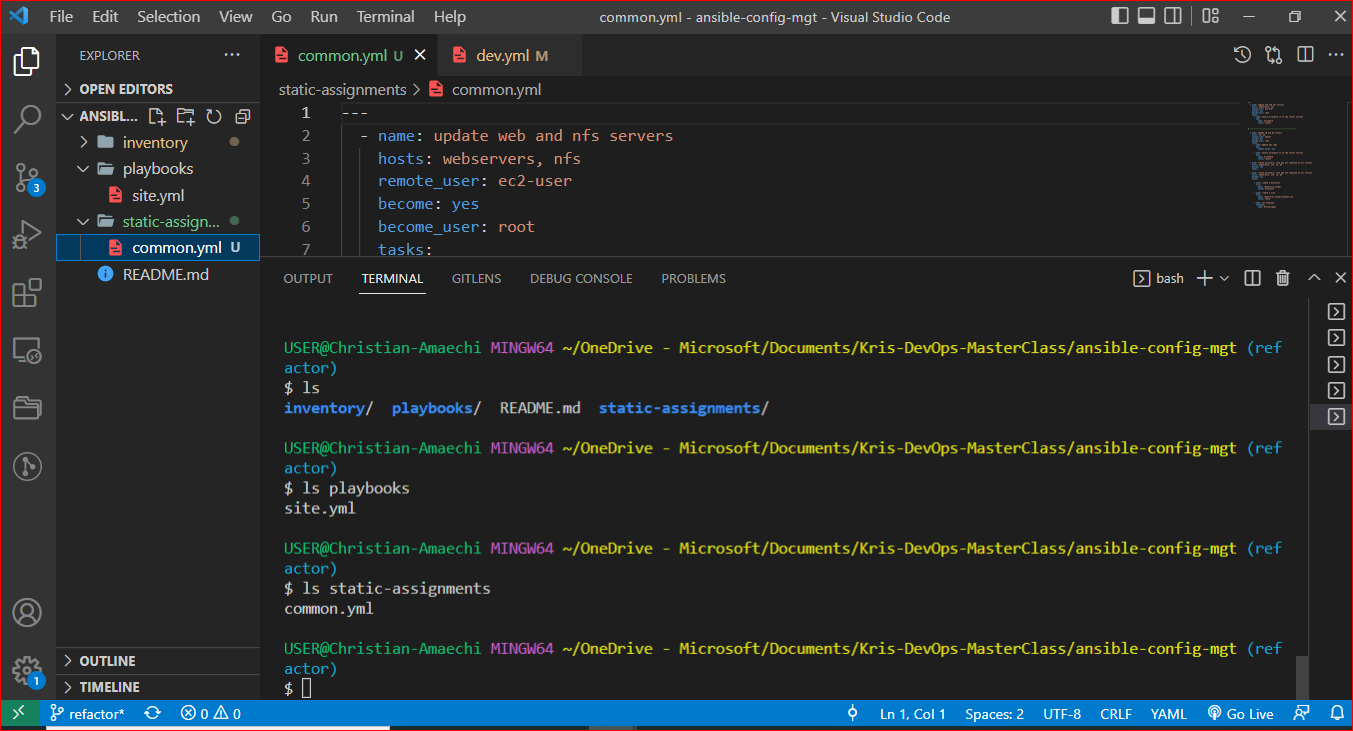 File Edit Selection View Go Run Terminal Help common.yml - ansible-config-mgt - Visual Studio Code
EXPLORER
OPEN EDITORS
ANSIBL...
inventory
playbooks
site.yml
static-assign...
common.yml U
README.md
OUTLINE
TIMELINE
3
1
common.yml U dev.yml M
static-assignments > common.yml
1 ---
2 - name: update web and nfs servers
3 hosts: webservers, nfs
4 remote_user: ec2-user
5 become: yes
6 become_user: root
7 tasks:
OUTPUT TERMINAL GITLENS DEBUG CONSOLE PROBLEMS bash
USER@Christian-Amaechi MINGW64 ~/OneDrive - Microsoft/Documents/Kris-DevOps-MasterClass/ansible-config-mgt (ref
actor)
$ ls
inventory/ playbooks/ README.md static-assignments/
USER@Christian-Amaechi MINGW64 ~/OneDrive - Microsoft/Documents/Kris-DevOps-MasterClass/ansible-config-mgt (ref
actor)
$ ls playbooks
site.yml
USER@Christian-Amaechi MINGW64 ~/OneDrive - Microsoft/Documents/Kris-DevOps-MasterClass/ansible-config-mgt (ref
actor)
$ ls static-assignments
common.yml
USER@Christian-Amaechi MINGW64 ~/OneDrive - Microsoft/Documents/Kris-DevOps-MasterClass/ansible-config-mgt (ref
actor)
$
refactor* 0 0 Ln 1, Col 1 Spaces: 2 UTF-8 CRLF YAML Go Live